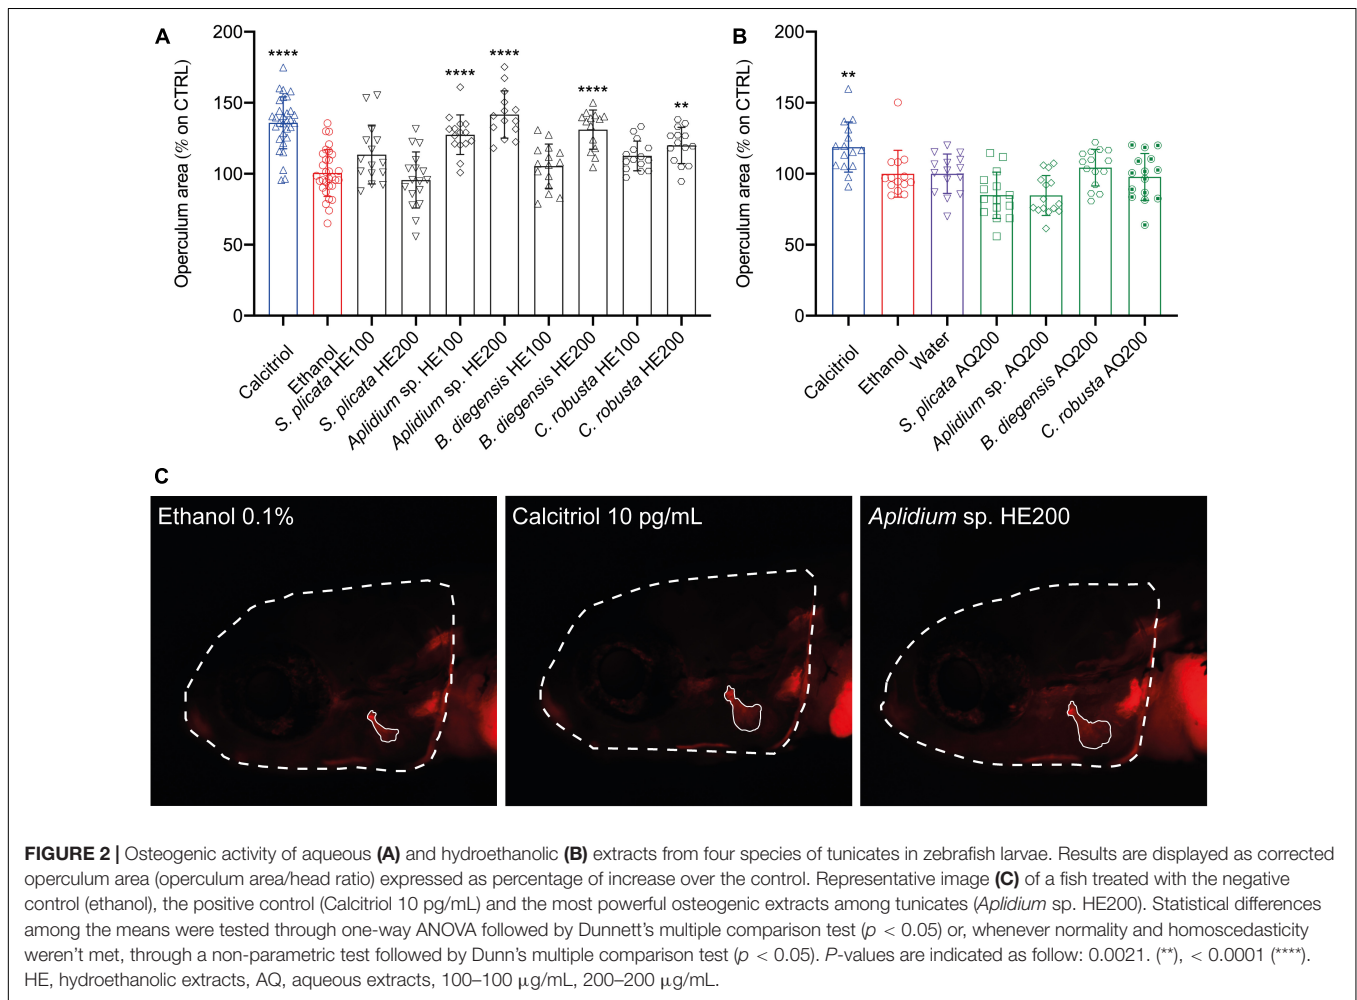 A
Operculum area (% on CTRL)
200
150
100
50
0
****
****
****
****
**
Calcitriol
Ethanol
S. plicata HE100
S. plicata HE200
Aplidium sp. HE100
Aplidium sp. HE200
B. diegensis HE100
B. diegensis HE200
C. robusta HE100
C. robusta HE200
B
Operculum area (% on CTRL)
200
150
100
50
0
**
Calcitriol
Ethanol
Water
S. plicata AQ200
Aplidium sp. AQ200
B. diegensis AQ200
C. robusta AQ200
C
Ethanol 0.1%
Calcitriol 10 pg/mL
Aplidium sp. HE200
FIGURE 2 | Osteogenic activity of aqueous (A) and hydroethanolic (B) extracts from four species of tunicates in zebrafish larvae. Results are displayed as corrected
operculum area (operculum area/head ratio) expressed as percentage of increase over the control. Representative image (C) of a fish treated with the negative
control (ethanol), the positive control (Calcitriol 10 pg/mL) and the most powerful osteogenic extracts among tunicates (Aplidium sp. HE200). Statistical differences
among the means were tested through one-way ANOVA followed by Dunnett's multiple comparison test (p < 0.05) or, whenever normality and homoscedasticity
weren't met, through a non-parametric test followed by Dunn's multiple comparison test (p < 0.05). P-values are indicated as follow: 0.0021. (**), < 0.0001 (****).
HE, hydroethanolic extracts, AQ, aqueous extracts, 100–100 μg/mL, 200–200 μg/mL.